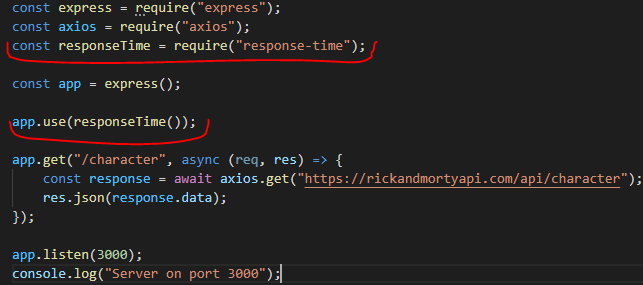 const express = require("express");
const axios = require("axios");
const responseTime = require("response-time");
const app = express();
app.use(responseTime());
app.get("/character", async (req, res) => {
    const response = await axios.get("https://rickandmortyapi.com/api/character");
    res.json(response.data);
});
app.listen(3000);
console.log("Server on port 3000");